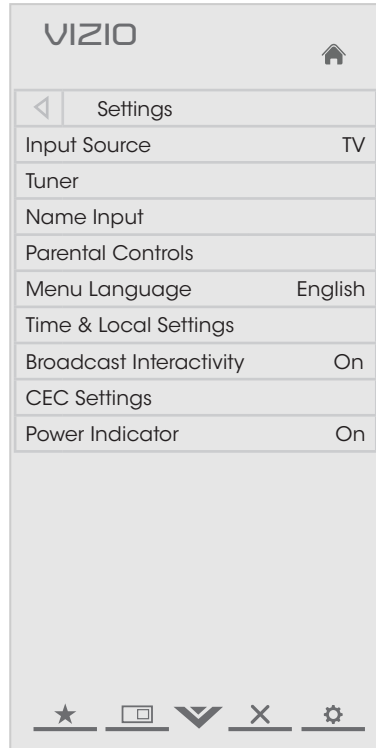 VIZIO
Settings
Input Source TV
Tuner
Name Input
Parental Controls
Menu Language English
Time & Local Settings
Broadcast Interactivity On
CEC Settings
Power Indicator On